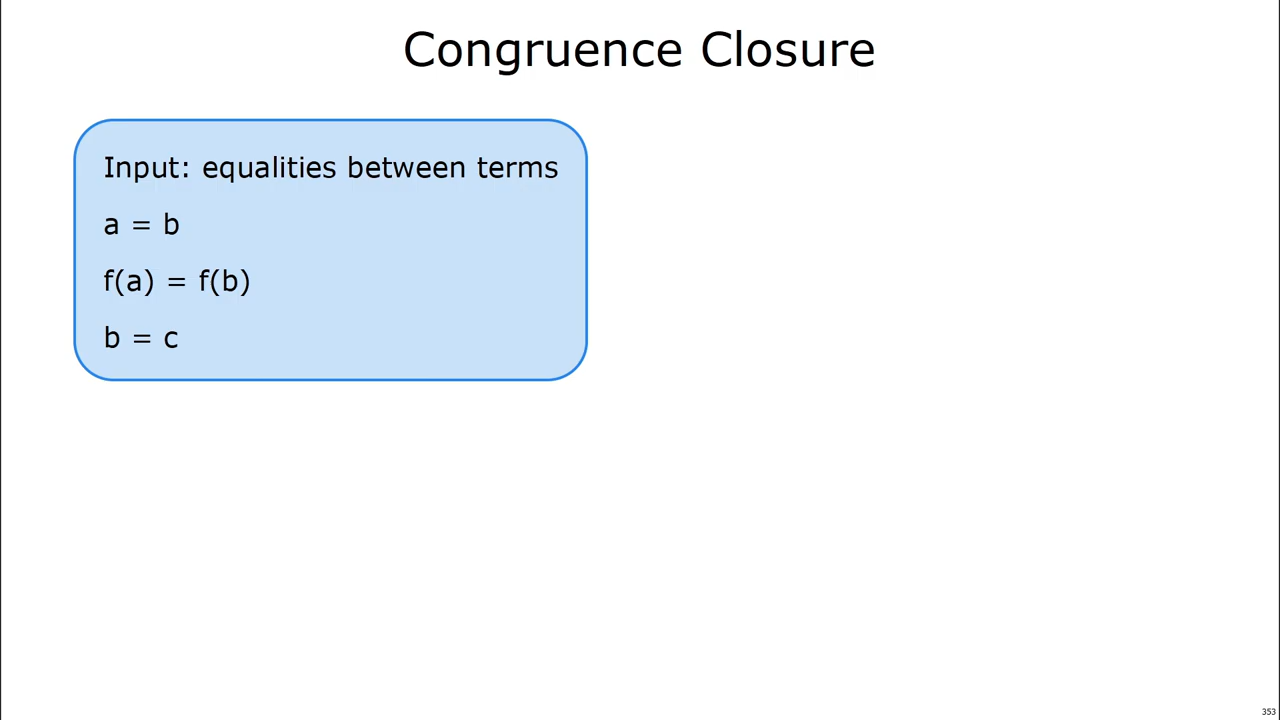 Congruence Closure
Input: equalities between terms
a = b
f(a) = f(b)
b = c
353